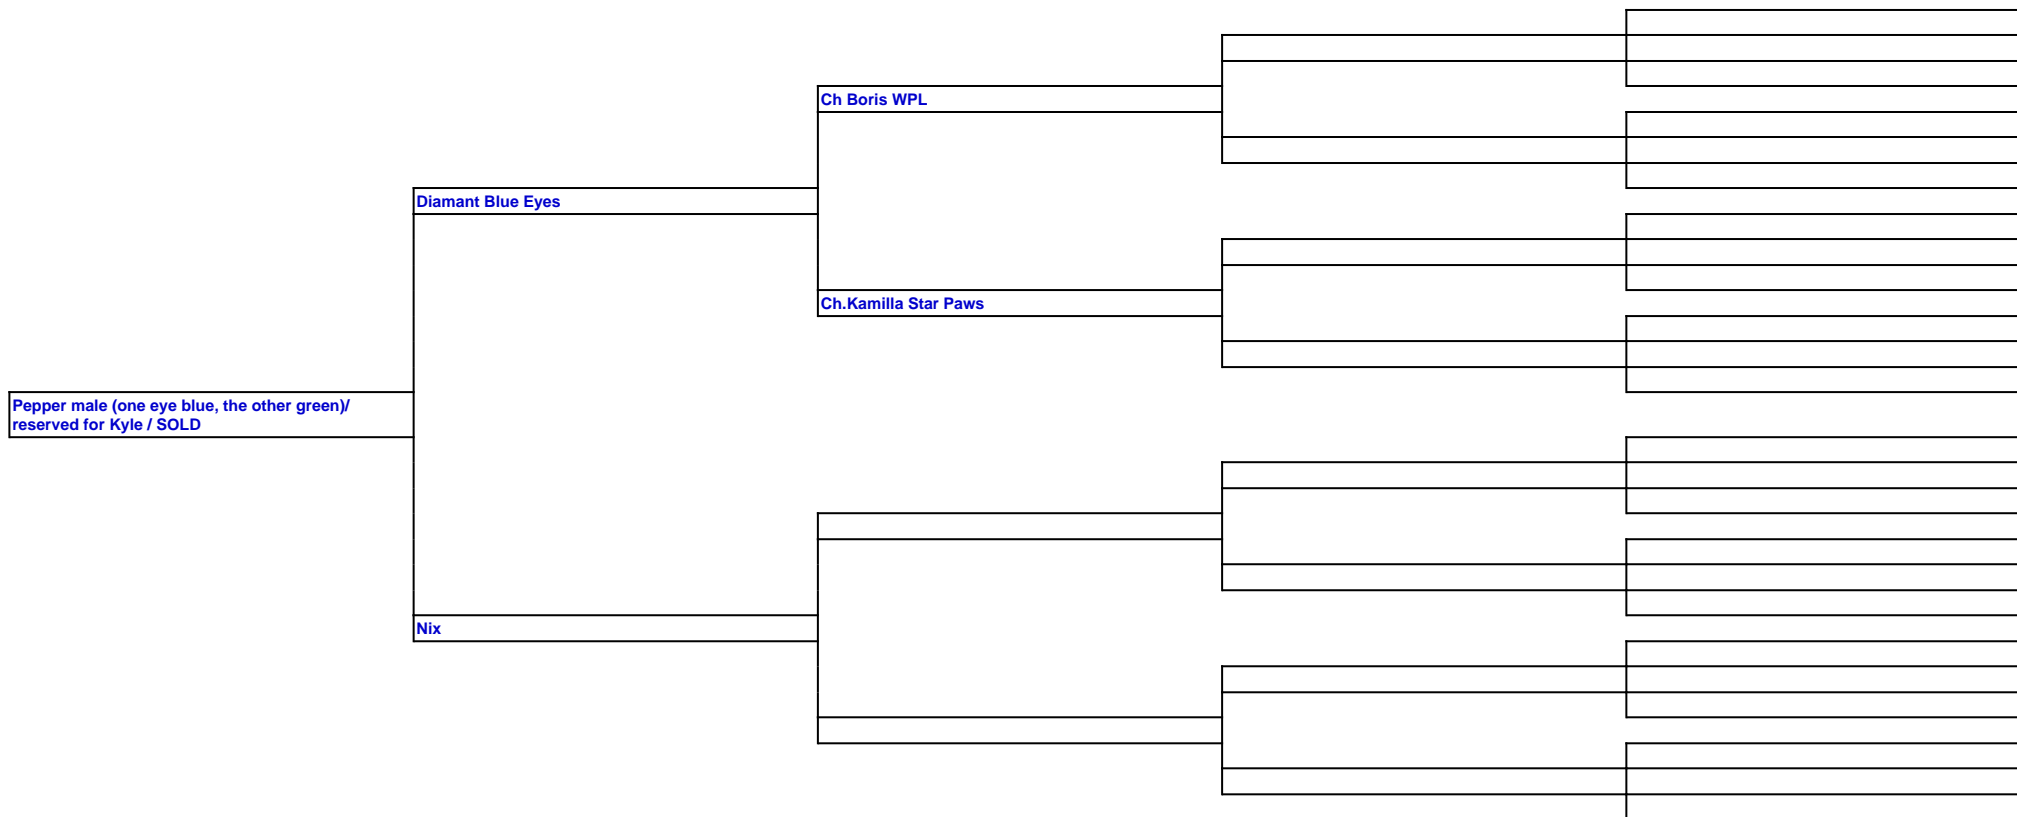 Ch Boris WPL
Diamant Blue Eyes
Ch.Kamilla Star Paws
Pepper male (one eye blue, the other green)/
reserved for Kyle / SOLD
Nix